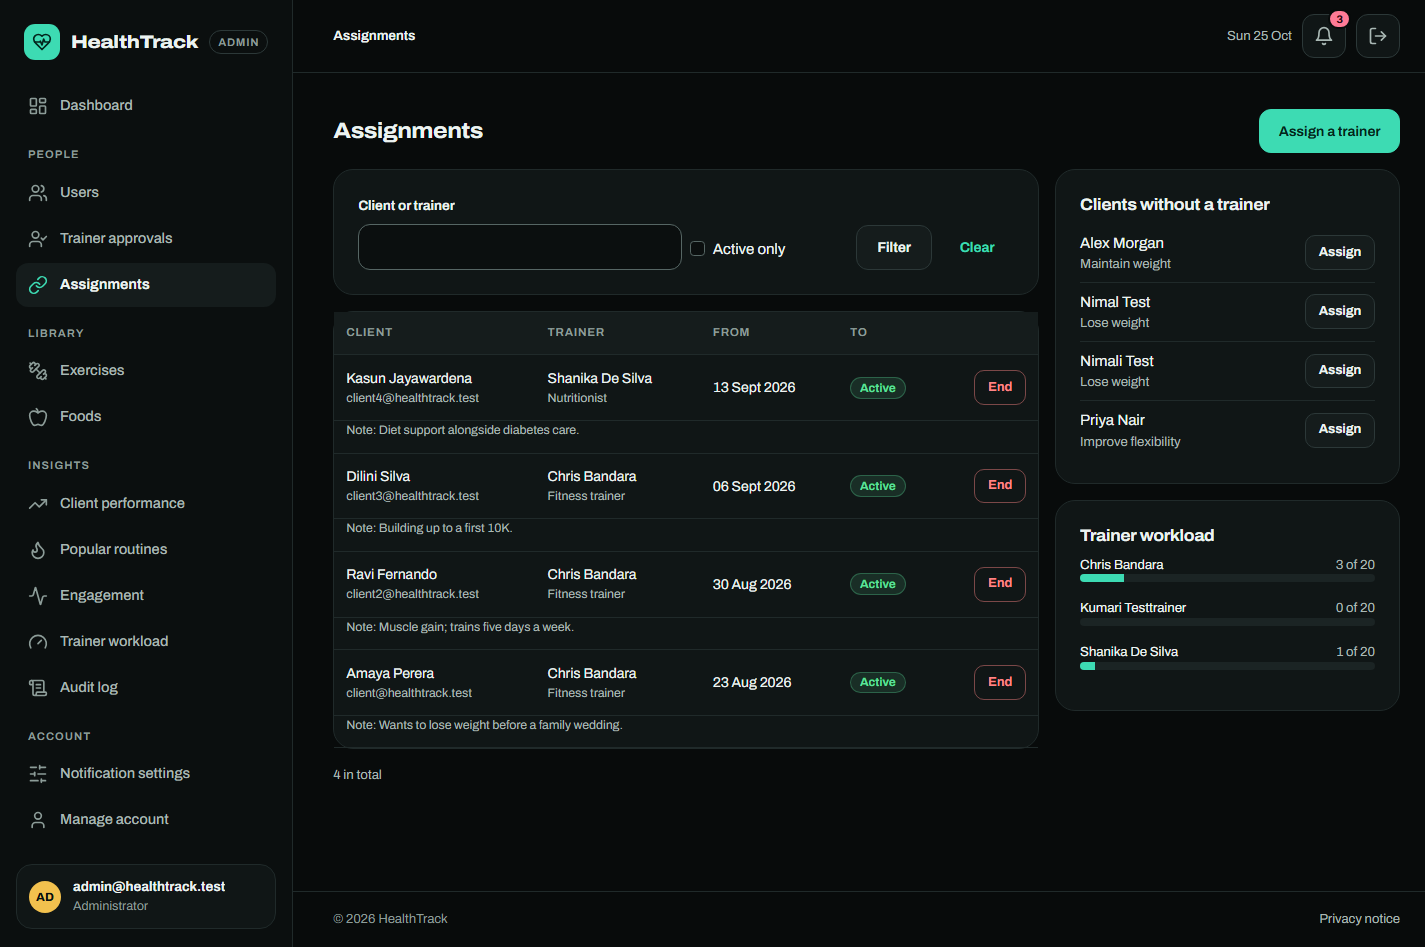 HealthTrack ADMIN
Dashboard
PEOPLE
Users
Trainer approvals
Assignments
LIBRARY
Exercises
Foods
INSIGHTS
Client performance
Popular routines
Engagement
Trainer workload
Audit log
ACCOUNT
Notification settings
Manage account
AD
admin@healthtrack.test
Administrator
Assignments
Sun 25 Oct
3
Assignments
Assign a trainer
Client or trainer
Active only
Filter
Clear
CLIENT TRAINER FROM TO
Kasun Jayawardena Shanika De Silva 13 Sept 2026 Active End
client4@healthtrack.test Nutritionist
Note: Diet support alongside diabetes care.
Dilini Silva Chris Bandara 06 Sept 2026 Active End
client3@healthtrack.test Fitness trainer
Note: Building up to a first 10K.
Ravi Fernando Chris Bandara 30 Aug 2026 Active End
client2@healthtrack.test Fitness trainer
Note: Muscle gain; trains five days a week.
Amaya Perera Chris Bandara 23 Aug 2026 Active End
client@healthtrack.test Fitness trainer
Note: Wants to lose weight before a family wedding.
4 in total
Clients without a trainer
Alex Morgan Assign
Maintain weight
Nimal Test Assign
Lose weight
Nimali Test Assign
Lose weight
Priya Nair Assign
Improve flexibility
Trainer workload
Chris Bandara 3 of 20
Kumari Testtrainer 0 of 20
Shanika De Silva 1 of 20
© 2026 HealthTrack
Privacy notice